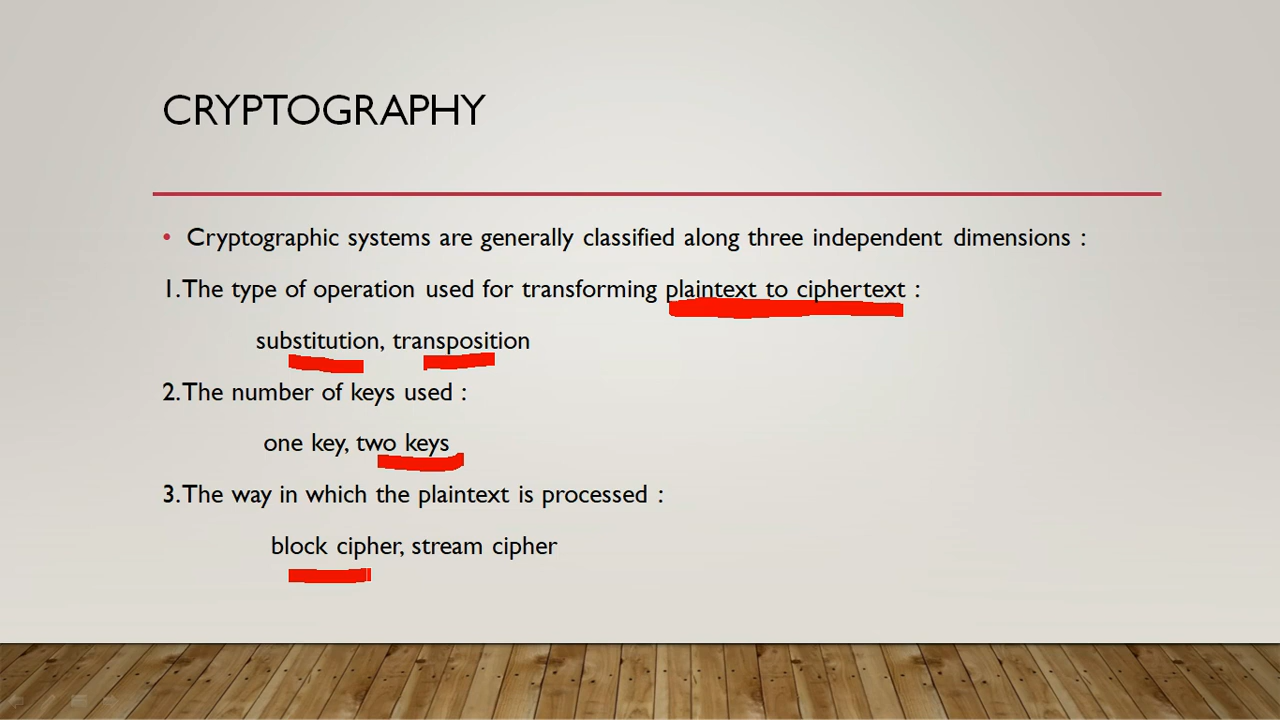 CRYPTOGRAPHY
• Cryptographic systems are generally classified along three independent dimensions :
1.The type of operation used for transforming plaintext to ciphertext :
substitution, transposition
2.The number of keys used :
one key, two keys
3.The way in which the plaintext is processed :
block cipher, stream cipher